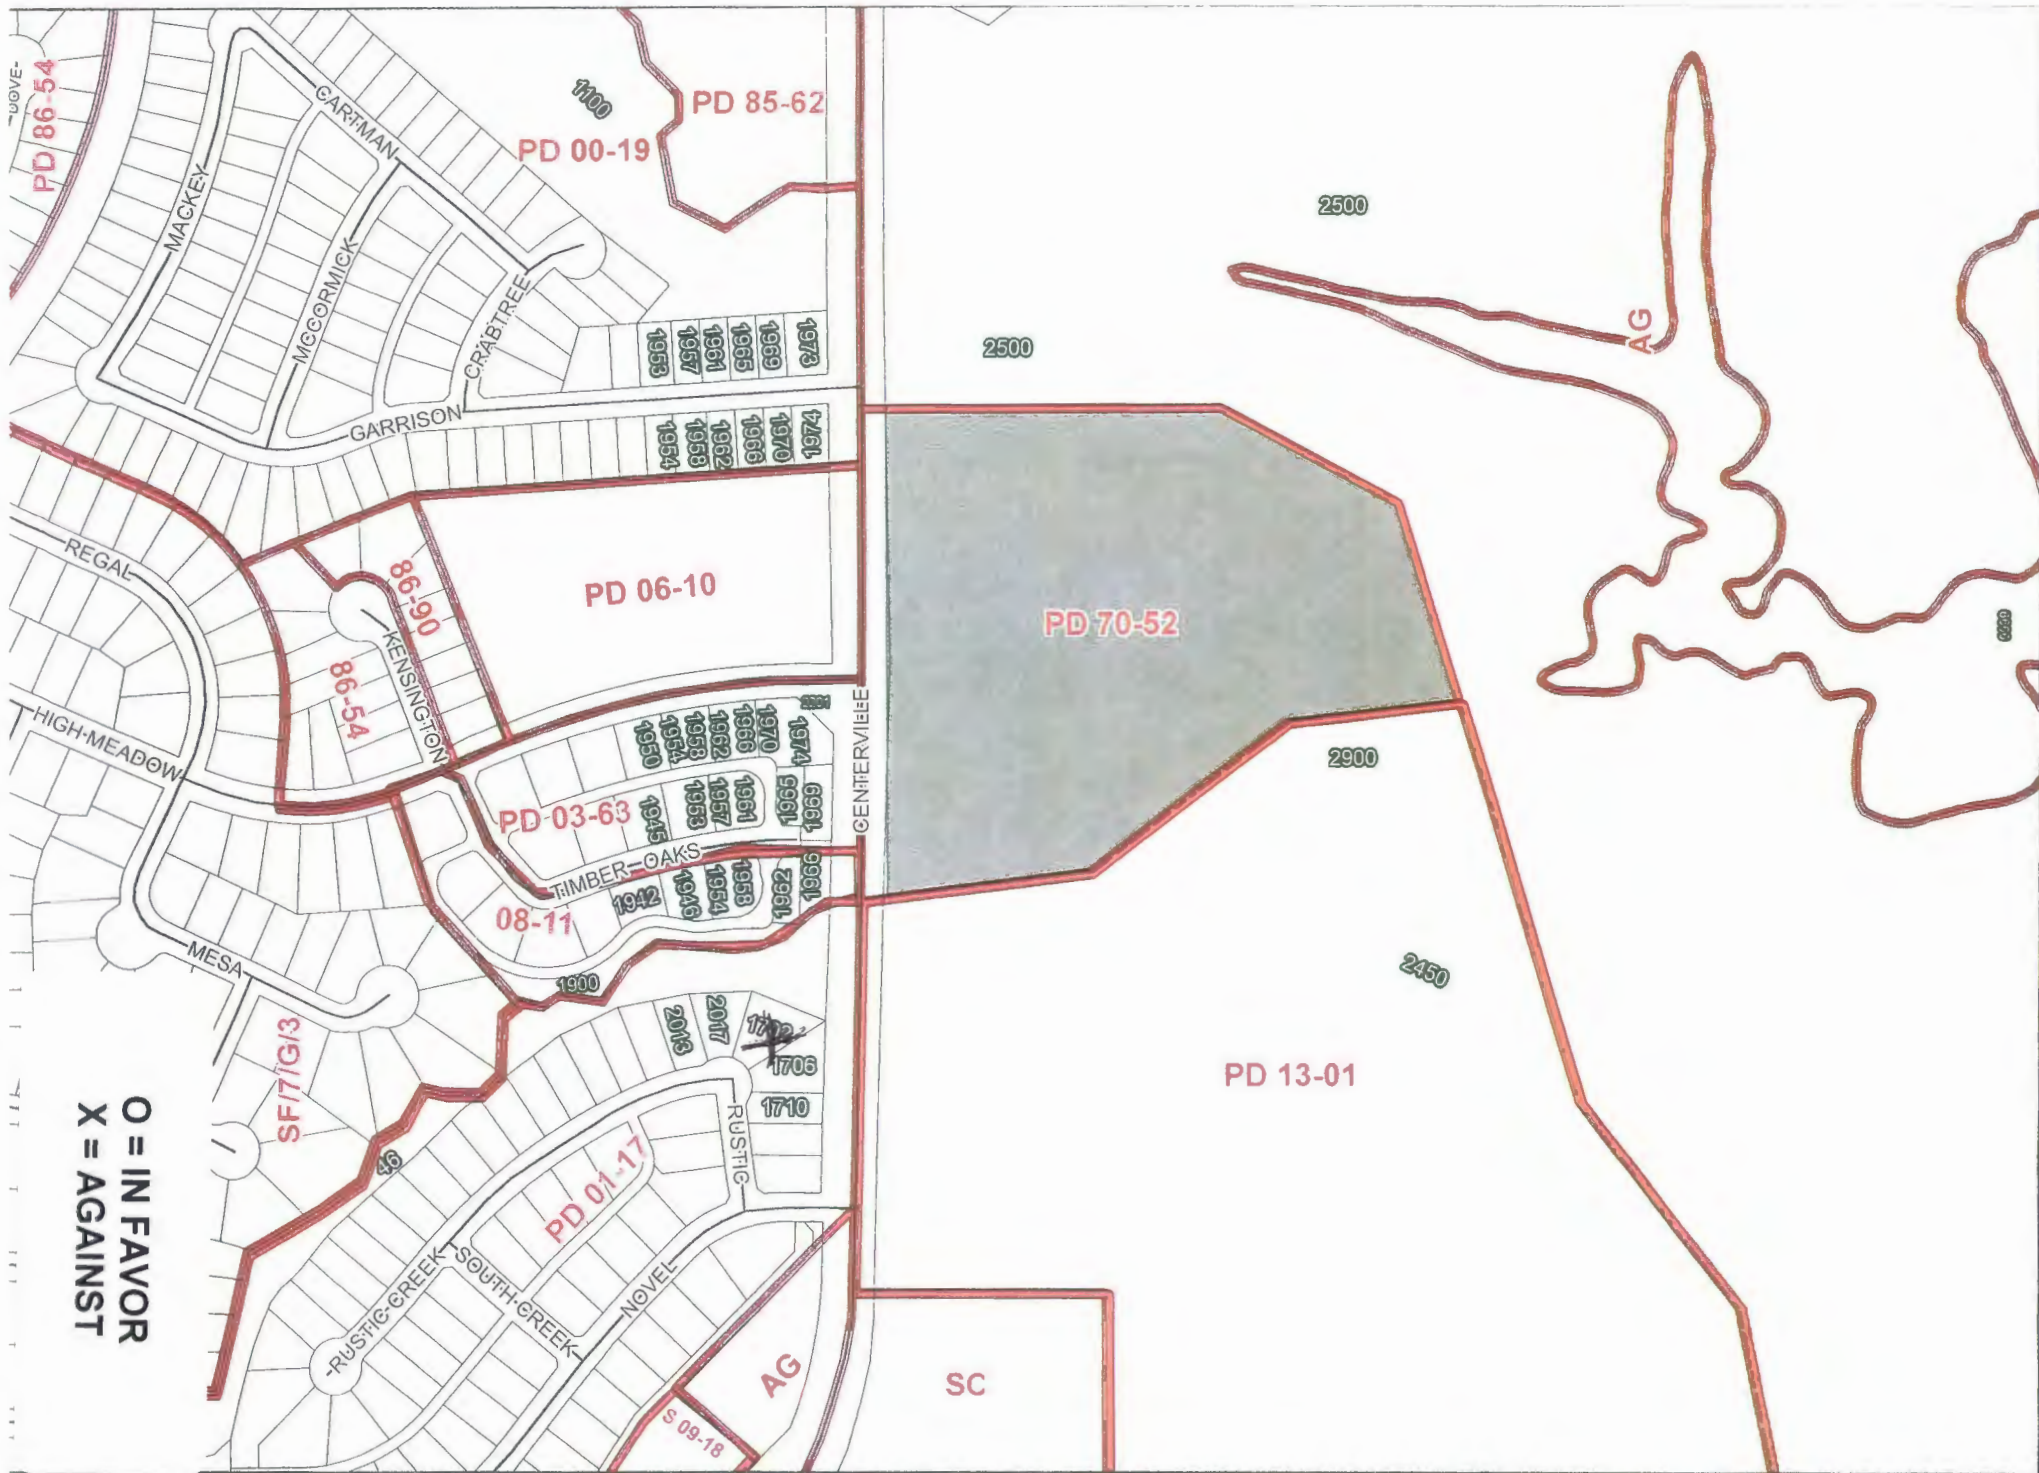 DOVE
PD 86-54
CARTMAN
MACKEY
MCCORMICK
CRABTREE
GARRISON
1100
PD 85-62
PD 00-19
2500
2500
AG
1953
1957
1961
1965
1969
1973
1954
1958
1962
1966
1970
1974
REGAL
86-90
PD 06-10
PD 70-52
KENSINGTON
86-54
HIGH MEADOW
CENTERVILLE
1950
1954
1958
1962
1966
1970
1974
2900
PD 03-63
1945
1953
1957
1961
1965
1969
TIMBER OAKS
08-11
1942
1946
1954
1958
1962
1966
2450
MESA
1900
2013
2017
1702
1706
1710
SF/7/G/3
PD 13-01
RUSTIC
46
PD 01-17
RUSTIC CREEK
SOUTH CREEK
NOVEL
AG
SC
S 09-18
O = IN FAVOR
X = AGAINST